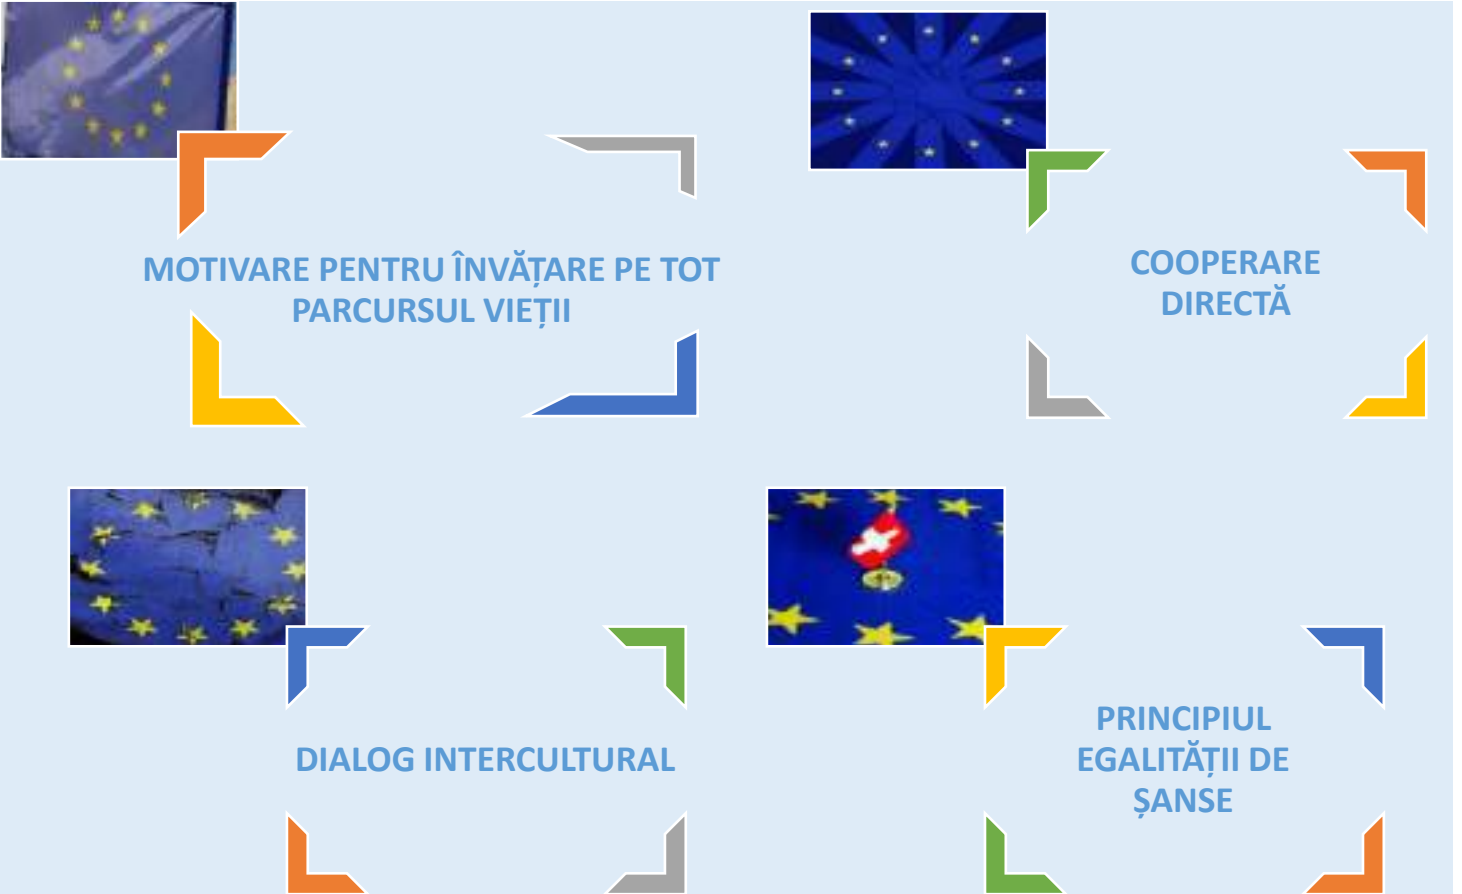 MOTIVARE PENTRU ÎNVĂȚARE PE TOT
PARCURSUL VIEȚII
COOPERARE
DIRECTĂ
DIALOG INTERCULTURAL
PRINCIPIUL
EGALITĂȚII DE
ȘANSE